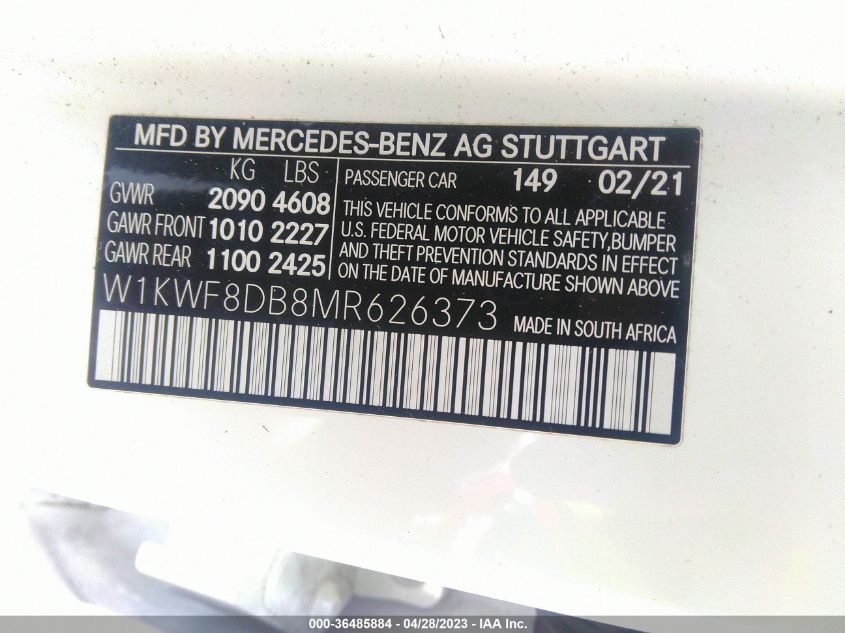 MFD BY MERCEDES-BENZ AG STUTTGART
KG LBS
GVWR 2090 4608
GAWR FRONT 1010 2227
GAWR REAR 1100 2425
PASSENGER CAR 149 02/21
THIS VEHICLE CONFORMS TO ALL APPLICABLE
U.S. FEDERAL MOTOR VEHICLE SAFETY,BUMPER
AND THEFT PREVENTION STANDARDS IN EFFECT
ON THE DATE OF MANUFACTURE SHOWN ABOVE
W1KWF8DB8MR626373 MADE IN SOUTH AFRICA
000-36485884 / 04/28/2023 - IAA Inc.